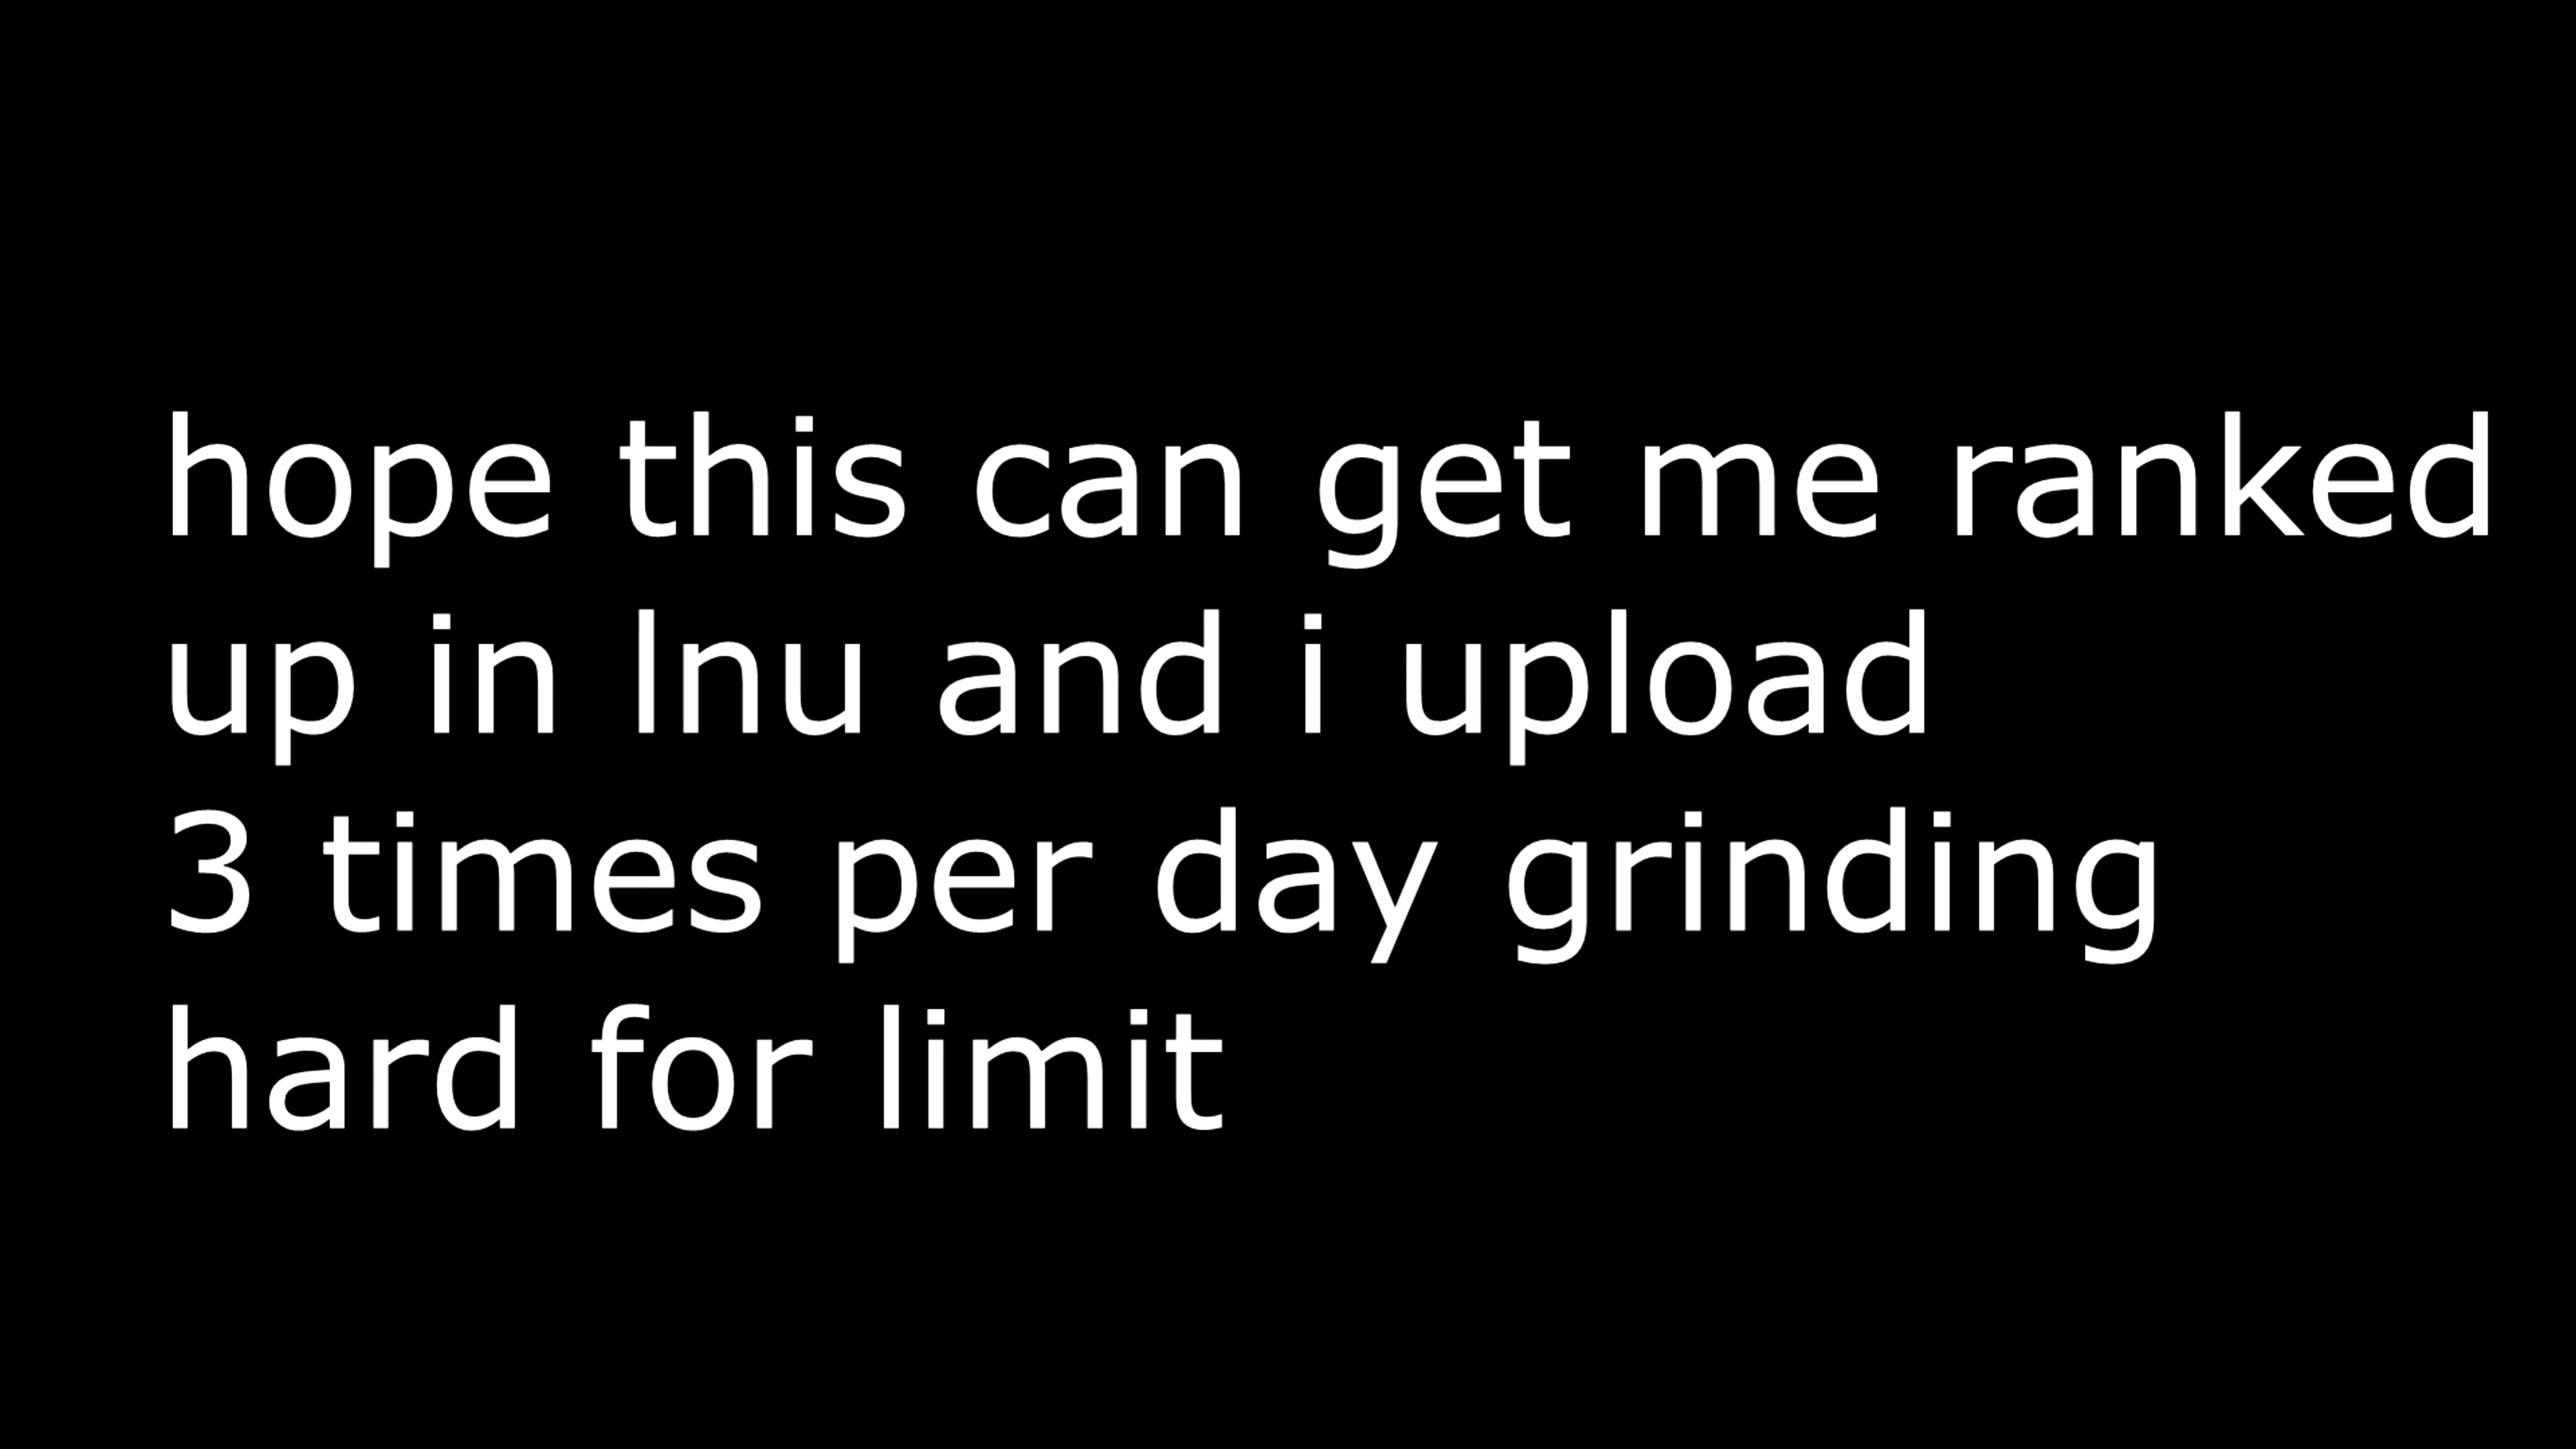 hope this can get me ranked
up in lnu and i upload
3 times per day grinding
hard for limit